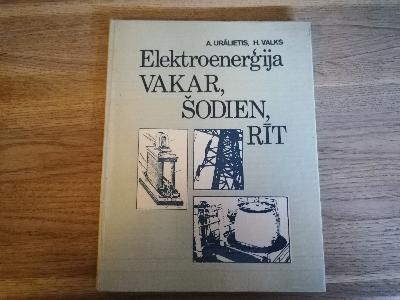 A. URĀLIETIS, H. VALKS
Elektroenerģija
VAKAR,
ŠODIEN,
RĪT